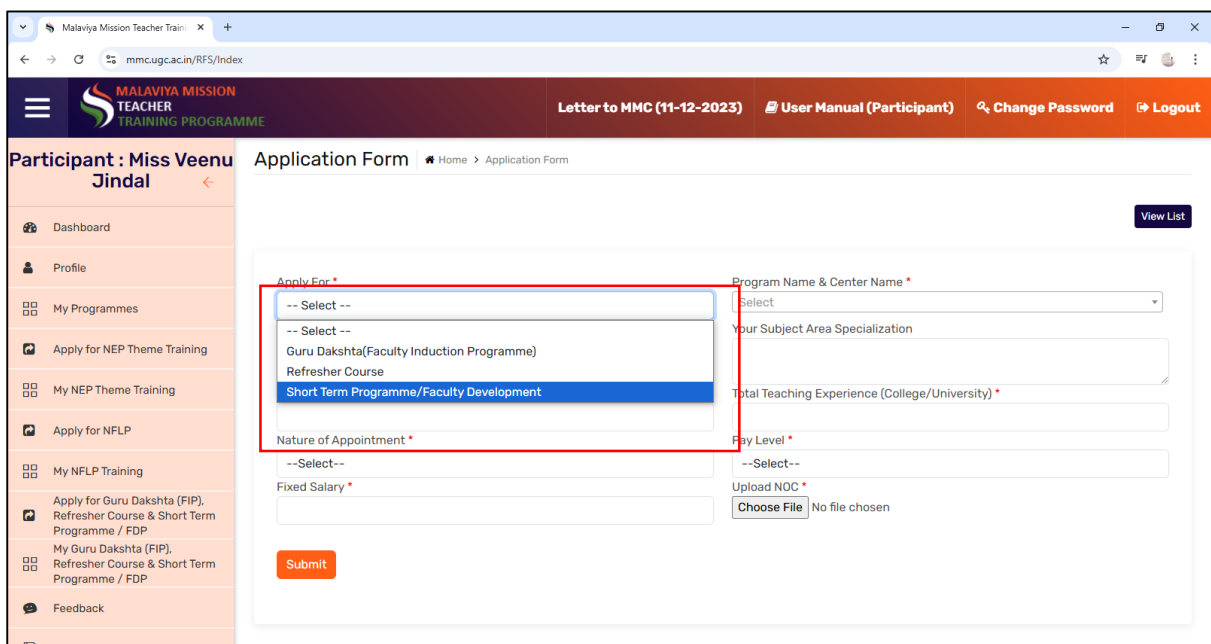 Malaviya Mission Teacher Traini
mmc.ugc.ac.in/RFS/Index
MALAVIYA MISSION
TEACHER
TRAINING PROGRAMME
Letter to MMC (11-12-2023)
User Manual (Participant)
Change Password
Logout
Participant : Miss Veenu
Jindal
Dashboard
Profile
My Programmes
Apply for NEP Theme Training
My NEP Theme Training
Apply for NFLP
My NFLP Training
Apply for Guru Dakshta (FIP),
Refresher Course & Short Term
Programme / FDP
My Guru Dakshta (FIP),
Refresher Course & Short Term
Programme / FDP
Feedback
Application Form
Home > Application Form
View List
Apply For *
-- Select --
-- Select --
Guru Dakshta(Faculty Induction Programme)
Refresher Course
Short Term Programme/Faculty Development
Program Name & Center Name *
Select
Your Subject Area Specialization
Total Teaching Experience (College/University) *
Nature of Appointment *
--Select--
Pay Level *
--Select--
Fixed Salary *
Upload NOC *
Choose File No file chosen
Submit